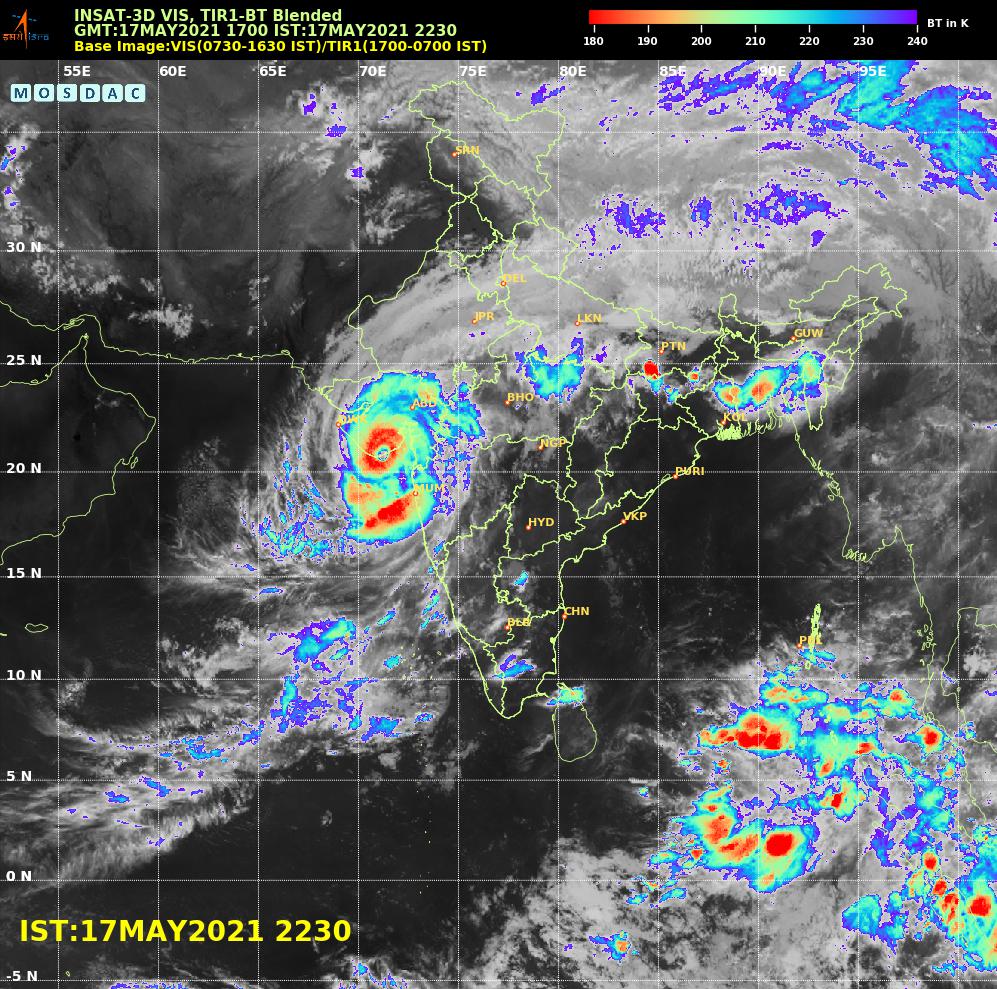 INSAT-3D VIS, TIR1-BT Blended
GMT:17MAY2021 1700 IST:17MAY2021 2230
Base Image:VIS(0730-1630 IST)/TIR1(1700-0700 IST)
BT in K
180 190 200 210 220 230 240
55E 60E 65E 70E 75E 80E 85E 90E 95E
MOSDAC
SRN
30 N
DEL
JPR LKN
GUW
PTN
25 N
BHO
ABD
KOL
NGP
20 N
PURI
MUM
HYD VKP
15 N
CHN
BLB
PBL
10 N
5 N
0 N
IST:17MAY2021 2230
-5 N